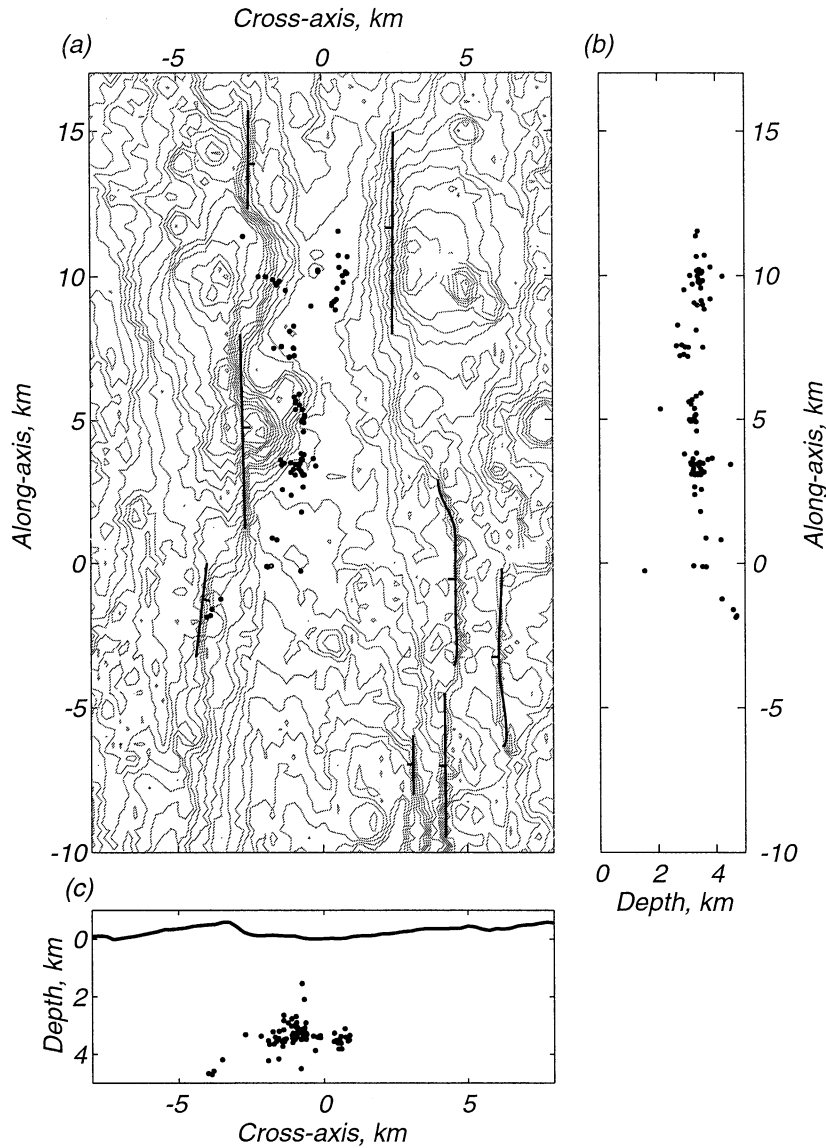 Cross-axis, km
(a)
-5 0 5
(b)
15 15
10 10
5 5
0 0
-5 -5
-10 -10
Along-axis, km
Along-axis, km
0 2 4
Depth, km
(c)
0
2
4
Depth, km
-5 0 5
Cross-axis, km